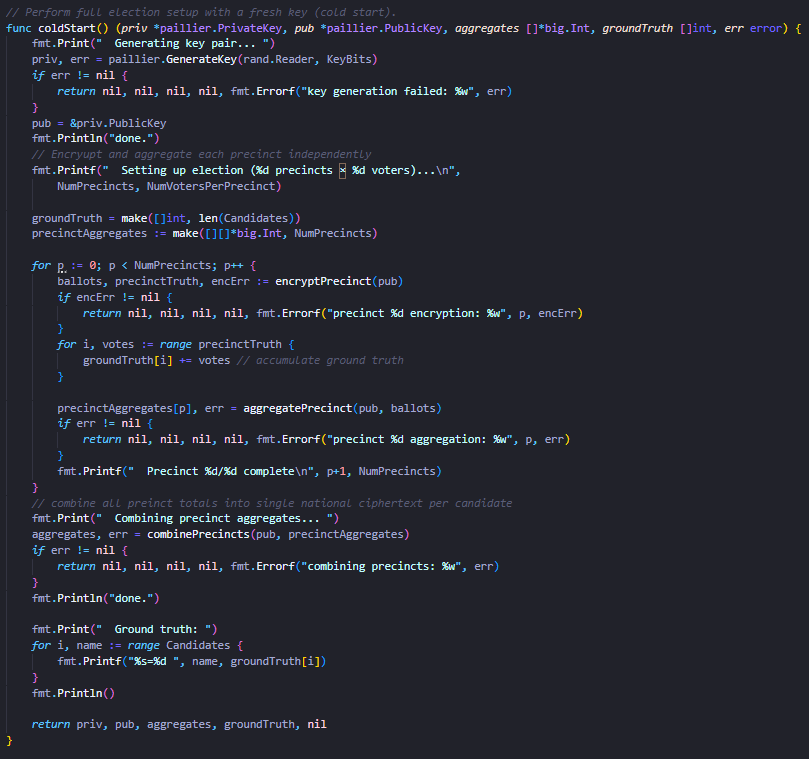 // Perform full election setup with a fresh key (cold start).
func coldStart() (priv *paillier.PrivateKey, pub *paillier.PublicKey, aggregates []*big.Int, groundTruth []int, err error) {
    fmt.Print("  Generating key pair... ")
    priv, err = paillier.GenerateKey(rand.Reader, KeyBits)
    if err != nil {
        return nil, nil, nil, nil, fmt.Errorf("key generation failed: %w", err)
    }
    pub = &priv.PublicKey
    fmt.Println("done.")
    // Encryupt and aggregate each precinct independently
    fmt.Printf("  Setting up election (%d precincts × %d voters)...\n",
        NumPrecincts, NumVotersPerPrecinct)

    groundTruth = make([]int, len(Candidates))
    precinctAggregates := make([][]*big.Int, NumPrecincts)

    for p := 0; p < NumPrecincts; p++ {
        ballots, precinctTruth, encErr := encryptPrecinct(pub)
        if encErr != nil {
            return nil, nil, nil, nil, fmt.Errorf("precinct %d encryption: %w", p, encErr)
        }
        for i, votes := range precinctTruth {
            groundTruth[i] += votes // accumulate ground truth
        }

        precinctAggregates[p], err = aggregatePrecinct(pub, ballots)
        if err != nil {
            return nil, nil, nil, nil, fmt.Errorf("precinct %d aggregation: %w", p, err)
        }
        fmt.Printf("  Precinct %d/%d complete\n", p+1, NumPrecincts)
    }
    // combine all preinct totals into single national ciphertext per candidate
    fmt.Print("  Combining precinct aggregates... ")
    aggregates, err = combinePrecincts(pub, precinctAggregates)
    if err != nil {
        return nil, nil, nil, nil, fmt.Errorf("combining precincts: %w", err)
    }
    fmt.Println("done.")

    fmt.Print("  Ground truth: ")
    for i, name := range Candidates {
        fmt.Printf("%s=%d ", name, groundTruth[i])
    }
    fmt.Println()

    return priv, pub, aggregates, groundTruth, nil
}